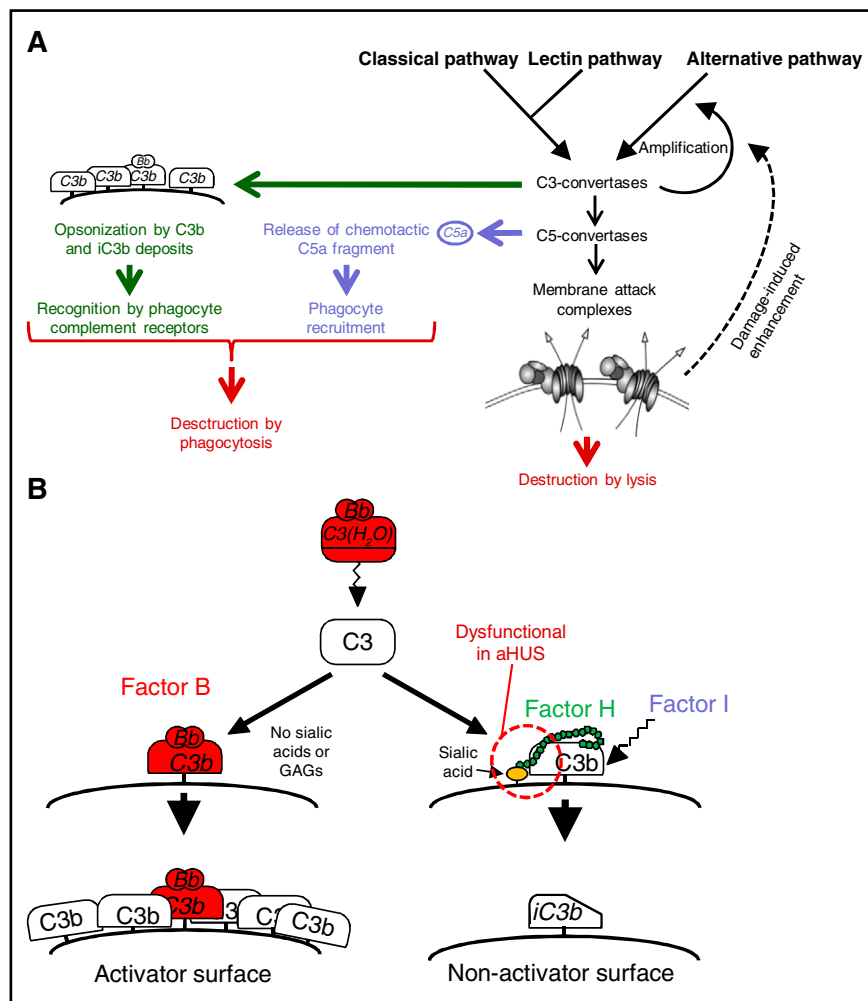 A
Classical pathway
Lectin pathway
Alternative pathway
Amplification
Bb
C3b
C3b
C3b
C3b
C3-convertases
Opsonization by C3b
and iC3b deposits
Release of chemotactic
C5a fragment
C5a
C5-convertases
Recognition by phagocyte
complement receptors
Phagocyte
recruitment
Membrane attack
complexes
Damage-induced
enhancement
Desctruction by
phagocytosis
Destruction by lysis
B
Bb
C3(H2O)
C3
Dysfunctional
in aHUS
Factor B
Factor H
Factor I
No sialic
acids or
GAGs
Bb
C3b
Sialic
acid
C3b
Bb
C3b
C3b
C3b
C3b
C3b
C3b
iC3b
Activator surface
Non-activator surface